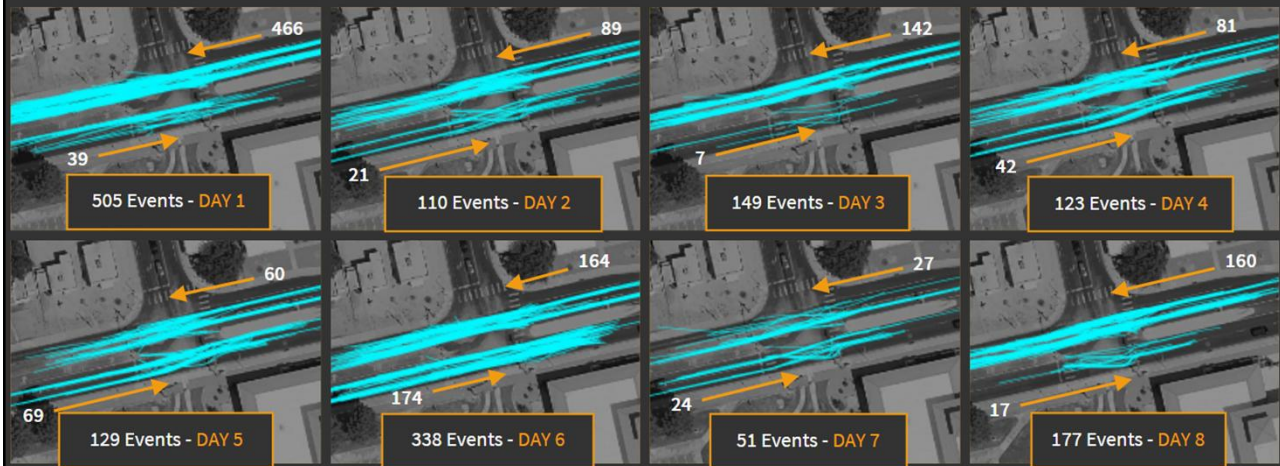 466
39
505 Events - DAY 1
89
21
110 Events - DAY 2
142
7
149 Events - DAY 3
81
42
123 Events - DAY 4
60
69
129 Events - DAY 5
164
174
338 Events - DAY 6
27
24
51 Events - DAY 7
160
17
177 Events - DAY 8